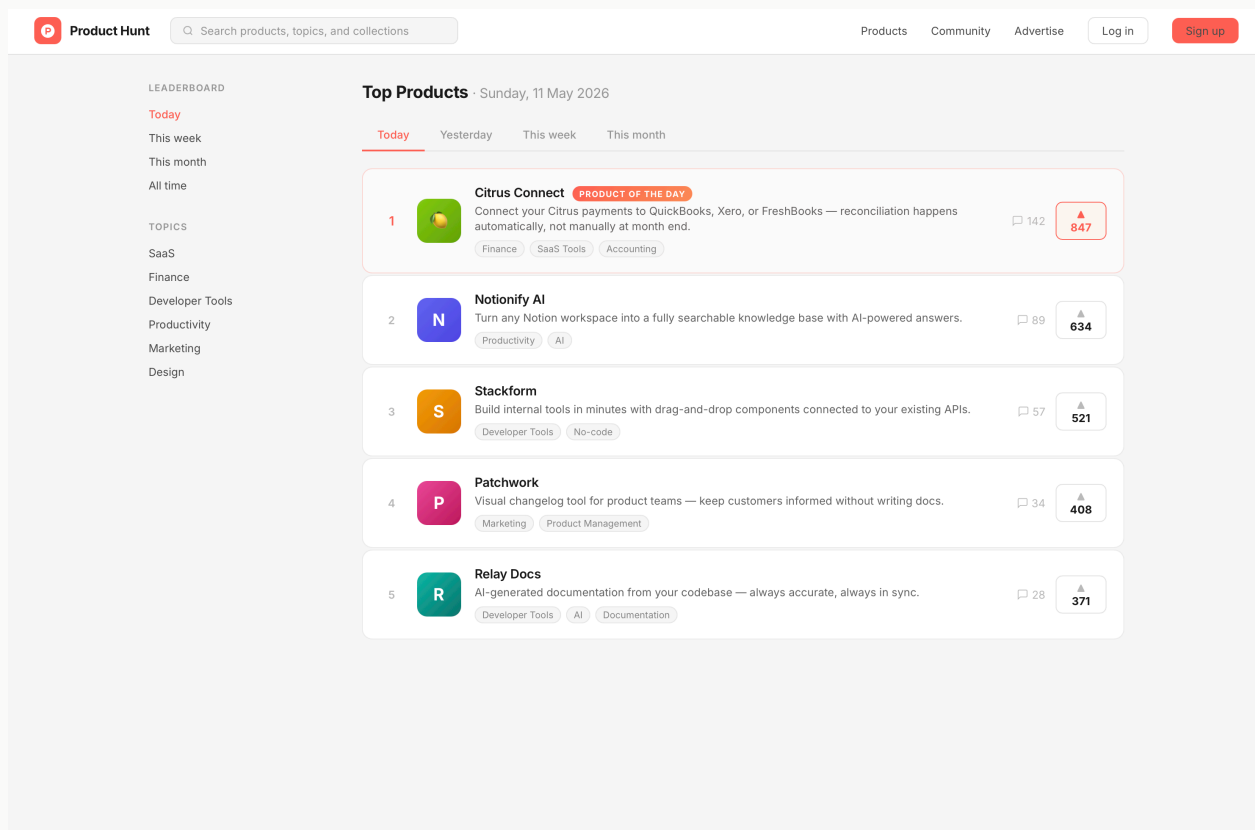 Product Hunt
Search products, topics, and collections
Products
Community
Advertise
Log in
Sign up
LEADERBOARD
Today
This week
This month
All time
TOPICS
SaaS
Finance
Developer Tools
Productivity
Marketing
Design
Top Products · Sunday, 11 May 2026
Today
Yesterday
This week
This month
1
Citrus Connect
PRODUCT OF THE DAY
Connect your Citrus payments to QuickBooks, Xero, or FreshBooks — reconciliation happens
automatically, not manually at month end.
Finance
SaaS Tools
Accounting
142
▲
847
2
N
Notionify AI
Turn any Notion workspace into a fully searchable knowledge base with AI-powered answers.
Productivity
AI
89
▲
634
3
S
Stackform
Build internal tools in minutes with drag-and-drop components connected to your existing APIs.
Developer Tools
No-code
57
▲
521
4
P
Patchwork
Visual changelog tool for product teams — keep customers informed without writing docs.
Marketing
Product Management
34
▲
408
5
R
Relay Docs
AI-generated documentation from your codebase — always accurate, always in sync.
Developer Tools
AI
Documentation
28
▲
371